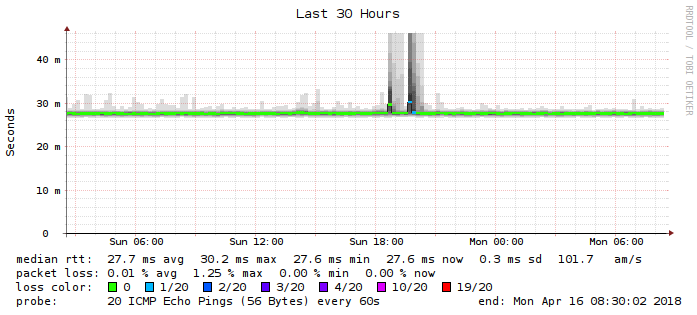 Last 30 Hours
RRDTOOL / TOBI OETIKER
Seconds
40 m
30 m
20 m
10 m
0
Sun 06:00 Sun 12:00 Sun 18:00 Mon 00:00 Mon 06:00
median rtt: 27.7 ms avg 30.2 ms max 27.6 ms min 27.6 ms now 0.3 ms sd 101.7 am/s
packet loss: 0.01 % avg 1.25 % max 0.00 % min 0.00 % now
loss color: 0 1/20 2/20 3/20 4/20 10/20 19/20
probe: 20 ICMP Echo Pings (56 Bytes) every 60s end: Mon Apr 16 08:30:02 2018